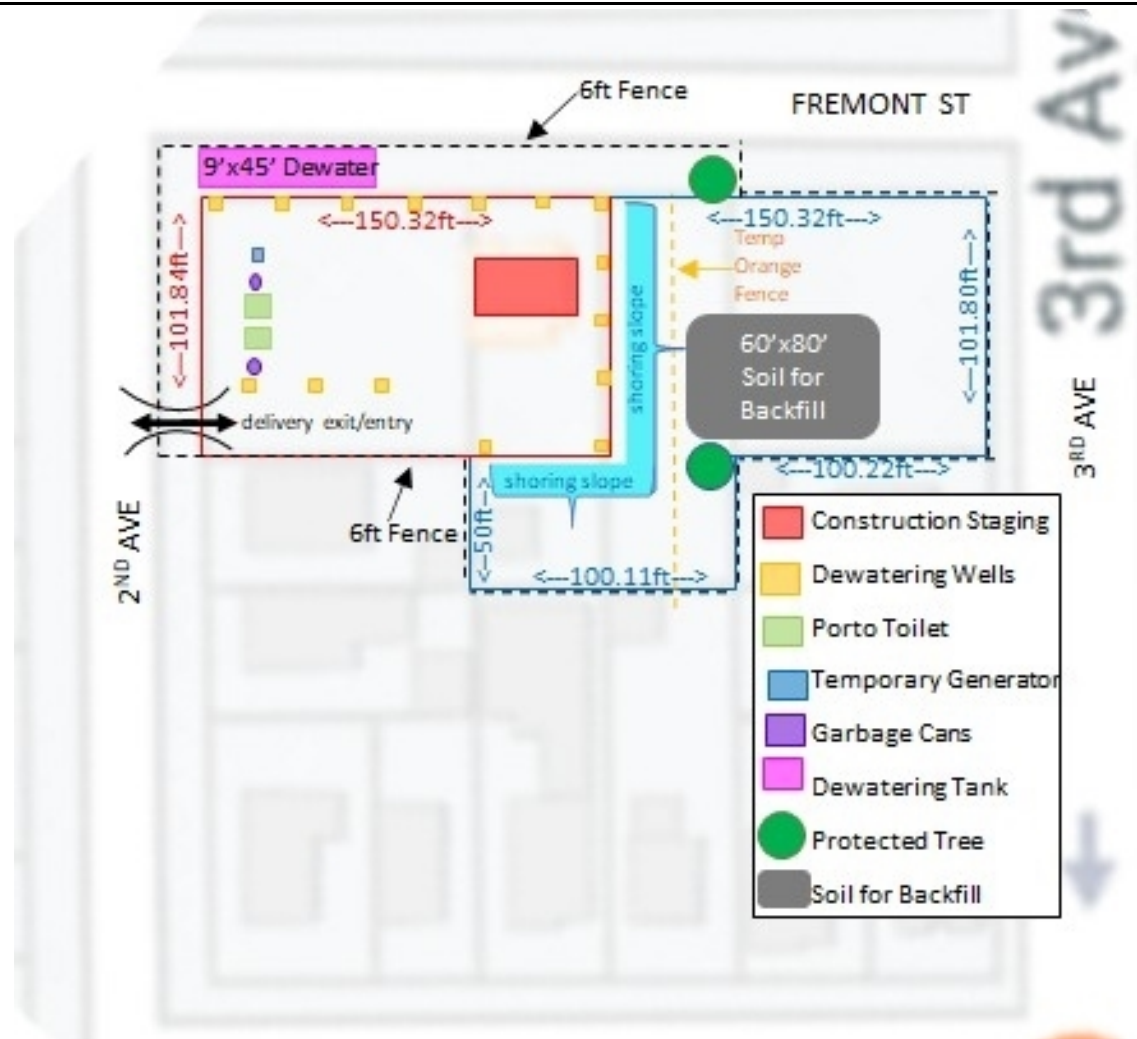 6ft Fence
FREMONT ST
3rd Av
9'x45' Dewater
<---150.32ft--->
<---150.32ft--->
<---101.84ft--->
Temp
Orange
Fence
<---101.80ft--->
shoring slope
60'x80'
Soil for
Backfill
delivery exit/entry
3RD AVE
<---100.22ft--->
shoring slope
6ft Fence
<---50ft--->
2ND AVE
<---100.11ft--->
Construction Staging
Dewatering Wells
Porto Toilet
Temporary Generator
Garbage Cans
Dewatering Tank
Protected Tree
Soil for Backfill